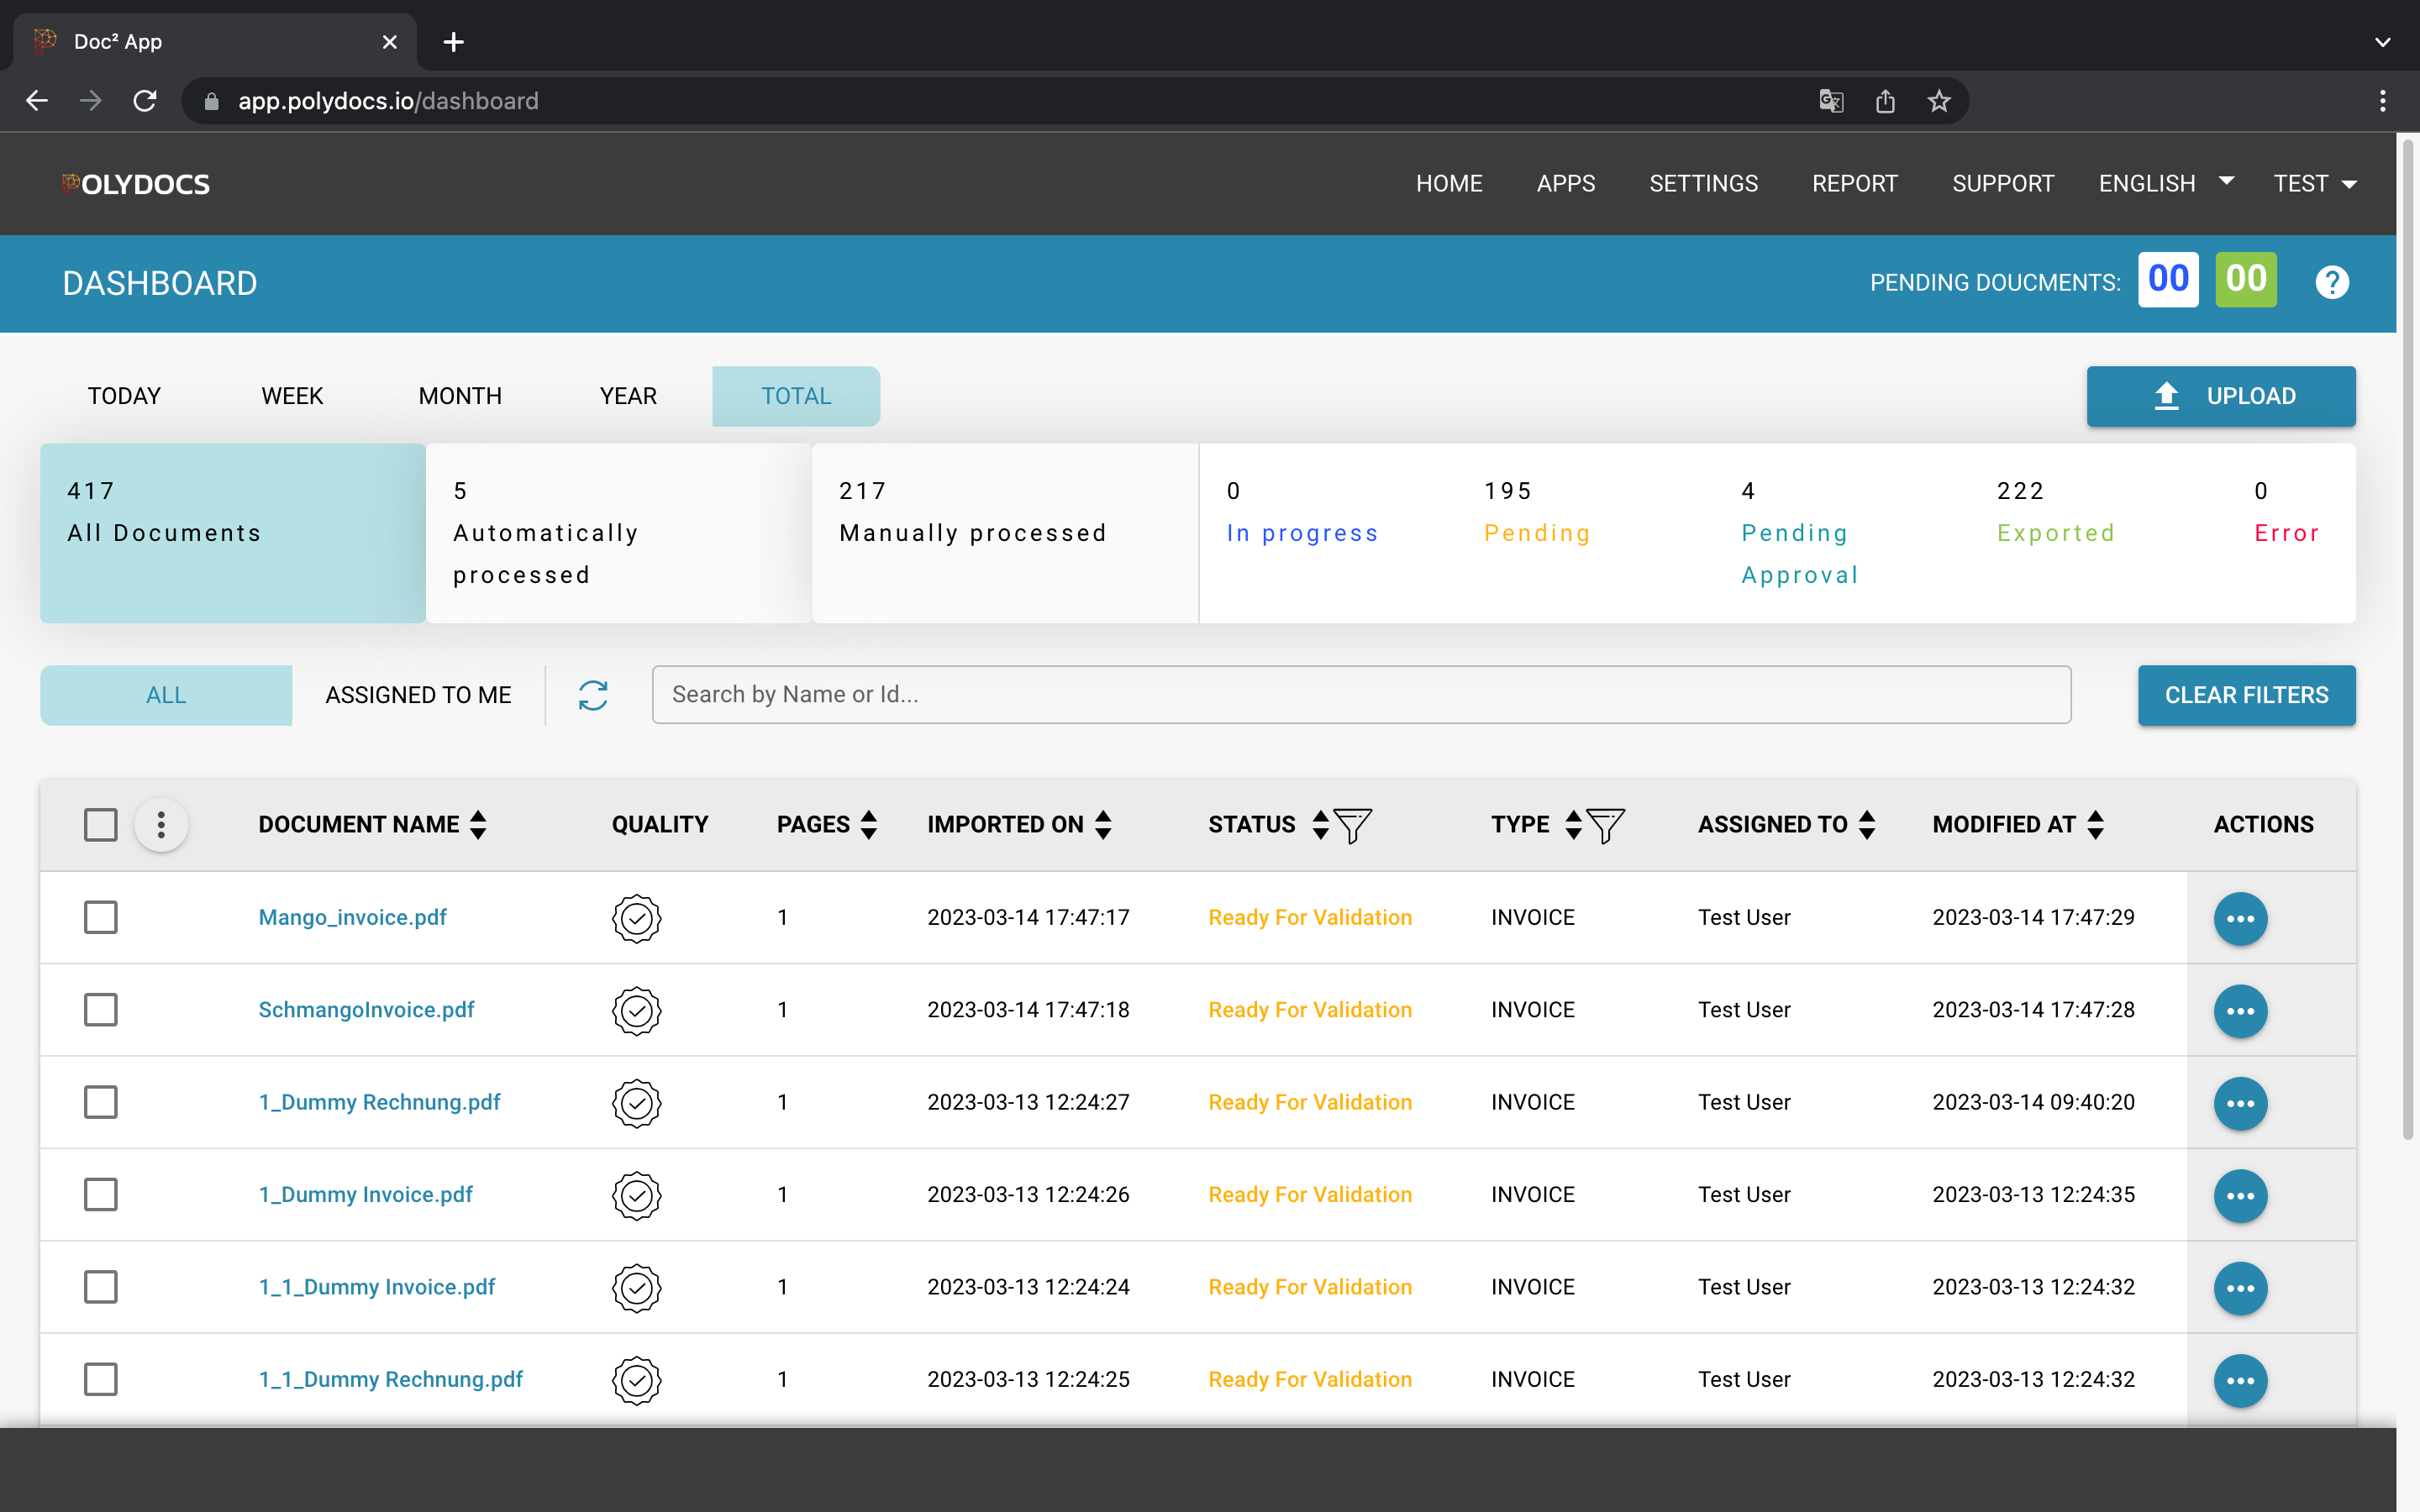 Doc² App
app.polydocs.io/dashboard
POLYDOCS
HOME APPS SETTINGS REPORT SUPPORT ENGLISH TEST
DASHBOARD
PENDING DOUCMENTS: 00 00 ?
TODAY WEEK MONTH YEAR TOTAL
UPLOAD
417
All Documents
5
Automatically
processed
217
Manually processed
0
In progress
195
Pending
4
Pending
Approval
222
Exported
0
Error
ALL ASSIGNED TO ME
Search by Name or Id...
CLEAR FILTERS
DOCUMENT NAME QUALITY PAGES IMPORTED ON STATUS TYPE ASSIGNED TO MODIFIED AT ACTIONS
Mango_invoice.pdf 1 2023-03-14 17:47:17 Ready For Validation INVOICE Test User 2023-03-14 17:47:29
SchmangoInvoice.pdf 1 2023-03-14 17:47:18 Ready For Validation INVOICE Test User 2023-03-14 17:47:28
1_Dummy Rechnung.pdf 1 2023-03-13 12:24:27 Ready For Validation INVOICE Test User 2023-03-14 09:40:20
1_Dummy Invoice.pdf 1 2023-03-13 12:24:26 Ready For Validation INVOICE Test User 2023-03-13 12:24:35
1_1_Dummy Invoice.pdf 1 2023-03-13 12:24:24 Ready For Validation INVOICE Test User 2023-03-13 12:24:32
1_1_Dummy Rechnung.pdf 1 2023-03-13 12:24:25 Ready For Validation INVOICE Test User 2023-03-13 12:24:32